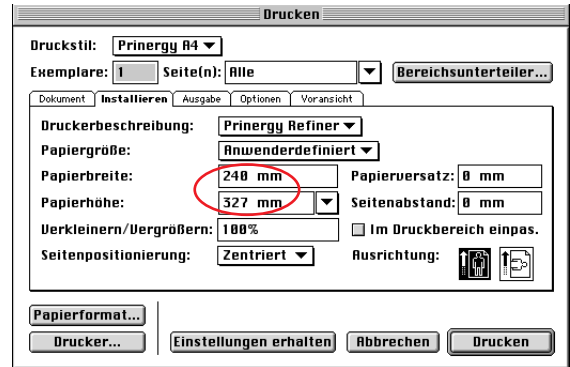 Drucken
Druckstil: Prinergy A4
Exemplare: 1 Seite(n): Alle Bereichsunterteiler...
Dokument Installieren Ausgabe Optionen Voransicht
Druckerbeschreibung: Prinergy Refiner
Papiergröße: Anwenderdefiniert
Papierbreite: 240 mm Papierversatz: 0 mm
Papierhöhe: 327 mm Seitenabstand: 0 mm
Verkleinern/Vergrößern: 100% Im Druckbereich einpas.
Seitenpositionierung: Zentriert Ausrichtung:
Papierformat...
Drucker... Einstellungen erhalten Abbrechen Drucken